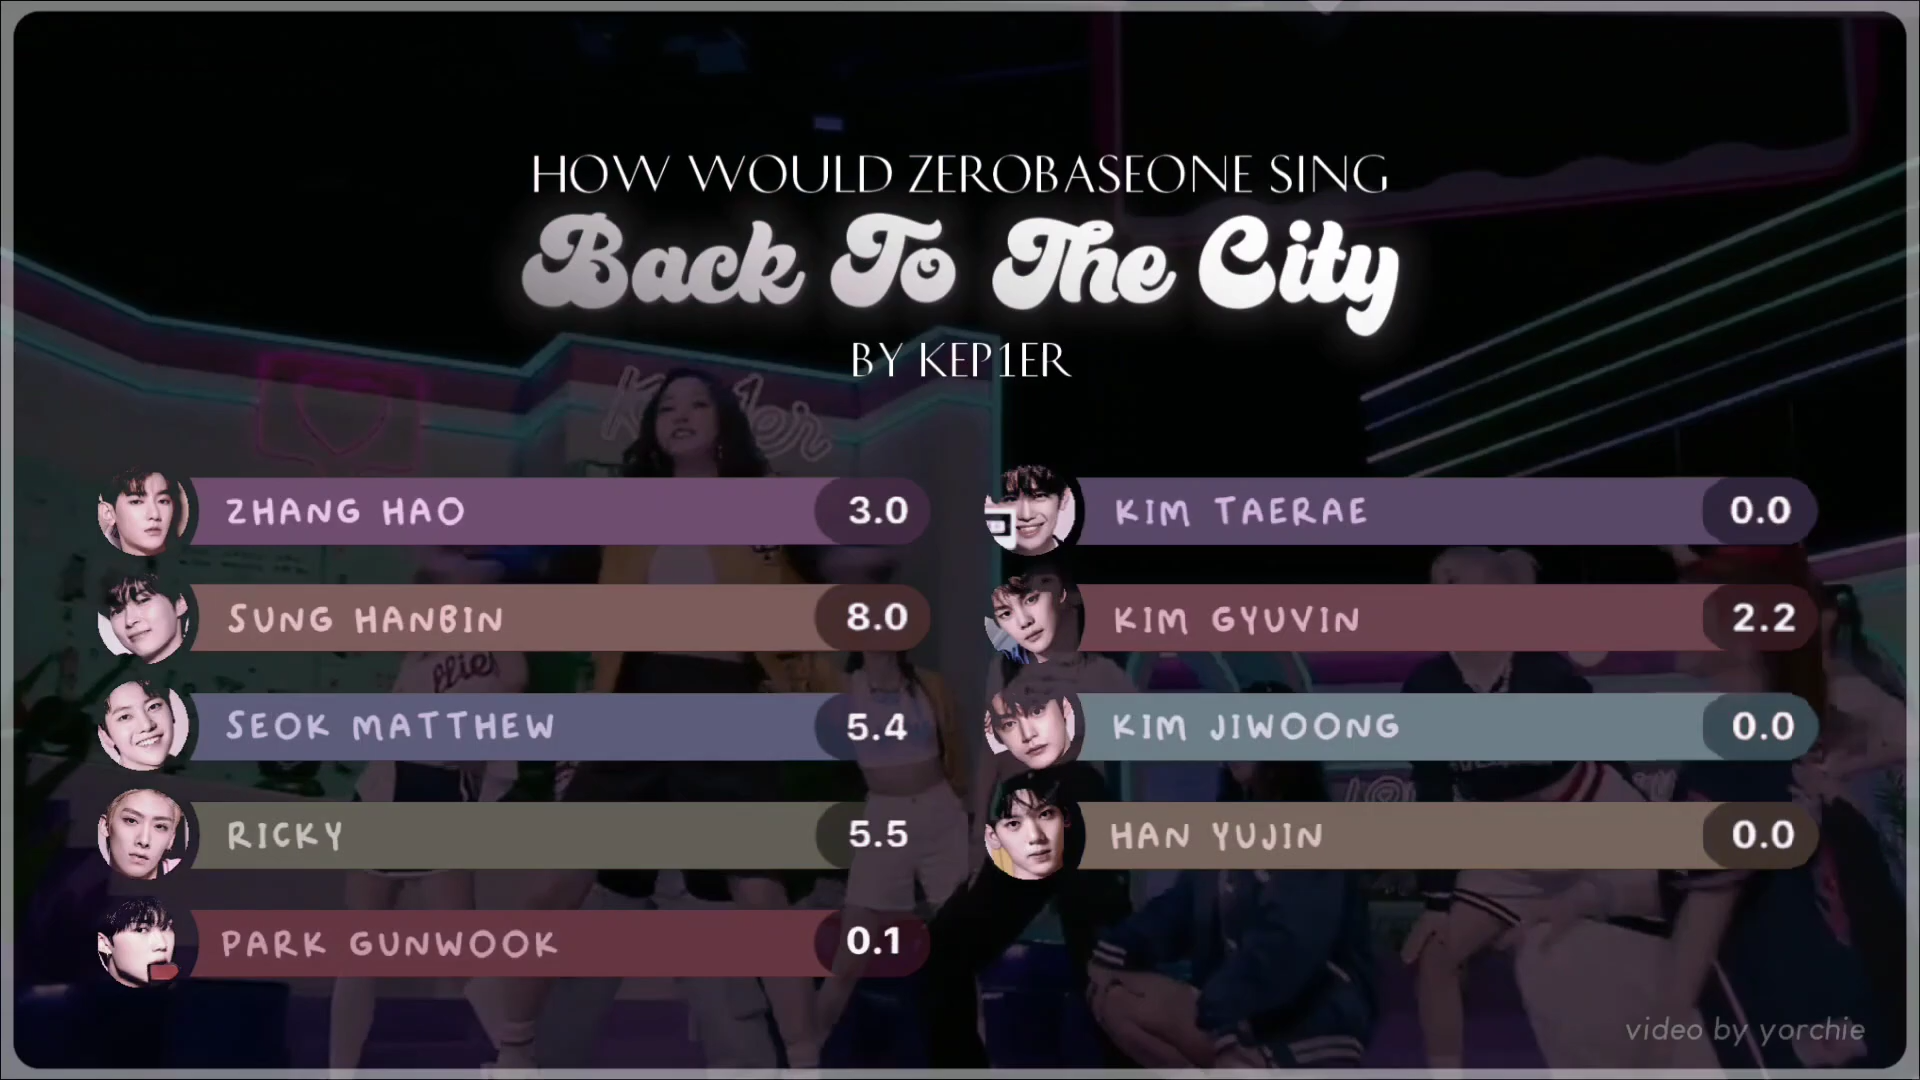 HOW WOULD ZEROBASEONE SING
Back To The City
BY KEP1ER
ZHANG HAO 3.0
SUNG HANBIN 8.0
SEOK MATTHEW 5.4
RICKY 5.5
PARK GUNWOOK 0.1
KIM TAERAE 0.0
KIM GYUVIN 2.2
KIM JIWOONG 0.0
HAN YUJIN 0.0
video by yorchie